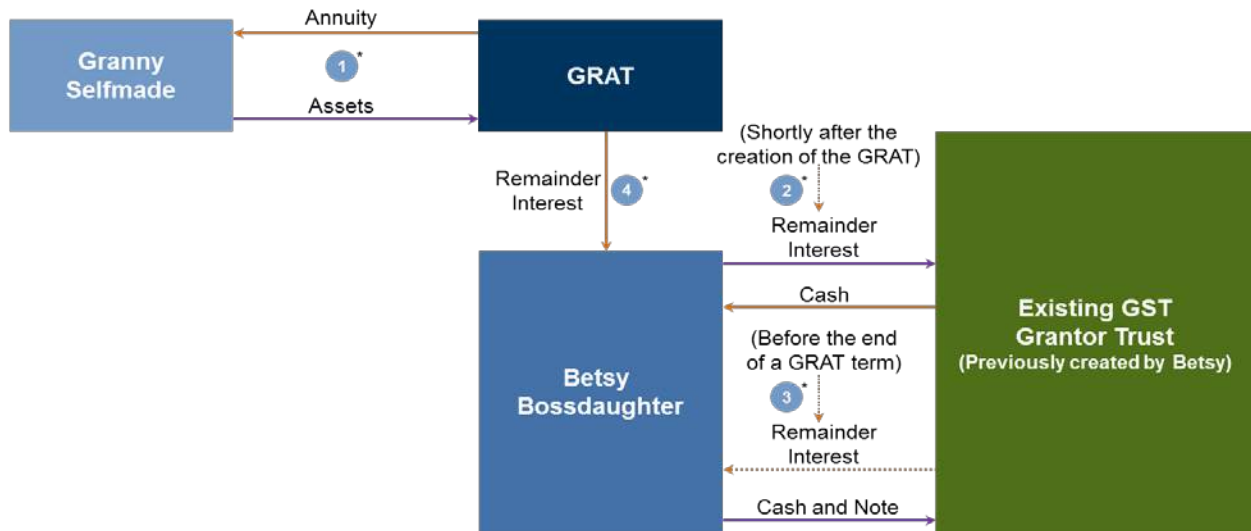 Annuity
Granny
Selfmade
1*
GRAT
Assets
Remainder
Interest
4*
(Shortly after the
creation of the GRAT)
2*
Remainder
Interest
Cash
(Before the end
of a GRAT term)
3*
Remainder
Interest
Cash and Note
Betsy
Bossdaughter
Existing GST
Grantor Trust
(Previously created by Betsy)